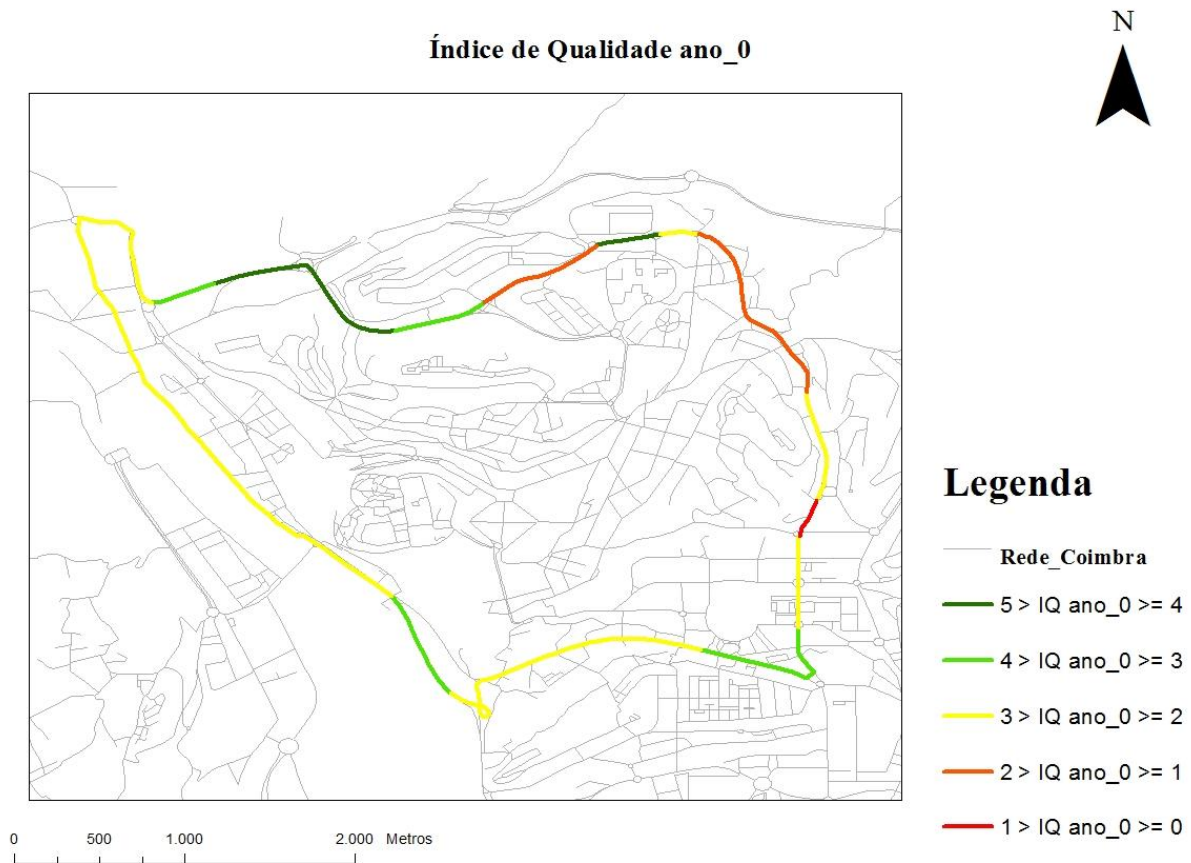 N
Índice de Qualidade ano_0
Legenda
Rede_Coimbra
5 > IQ ano_0 >= 4
4 > IQ ano_0 >= 3
3 > IQ ano_0 >= 2
2 > IQ ano_0 >= 1
1 > IQ ano_0 >= 0
0 500 1.000 2.000 Metros